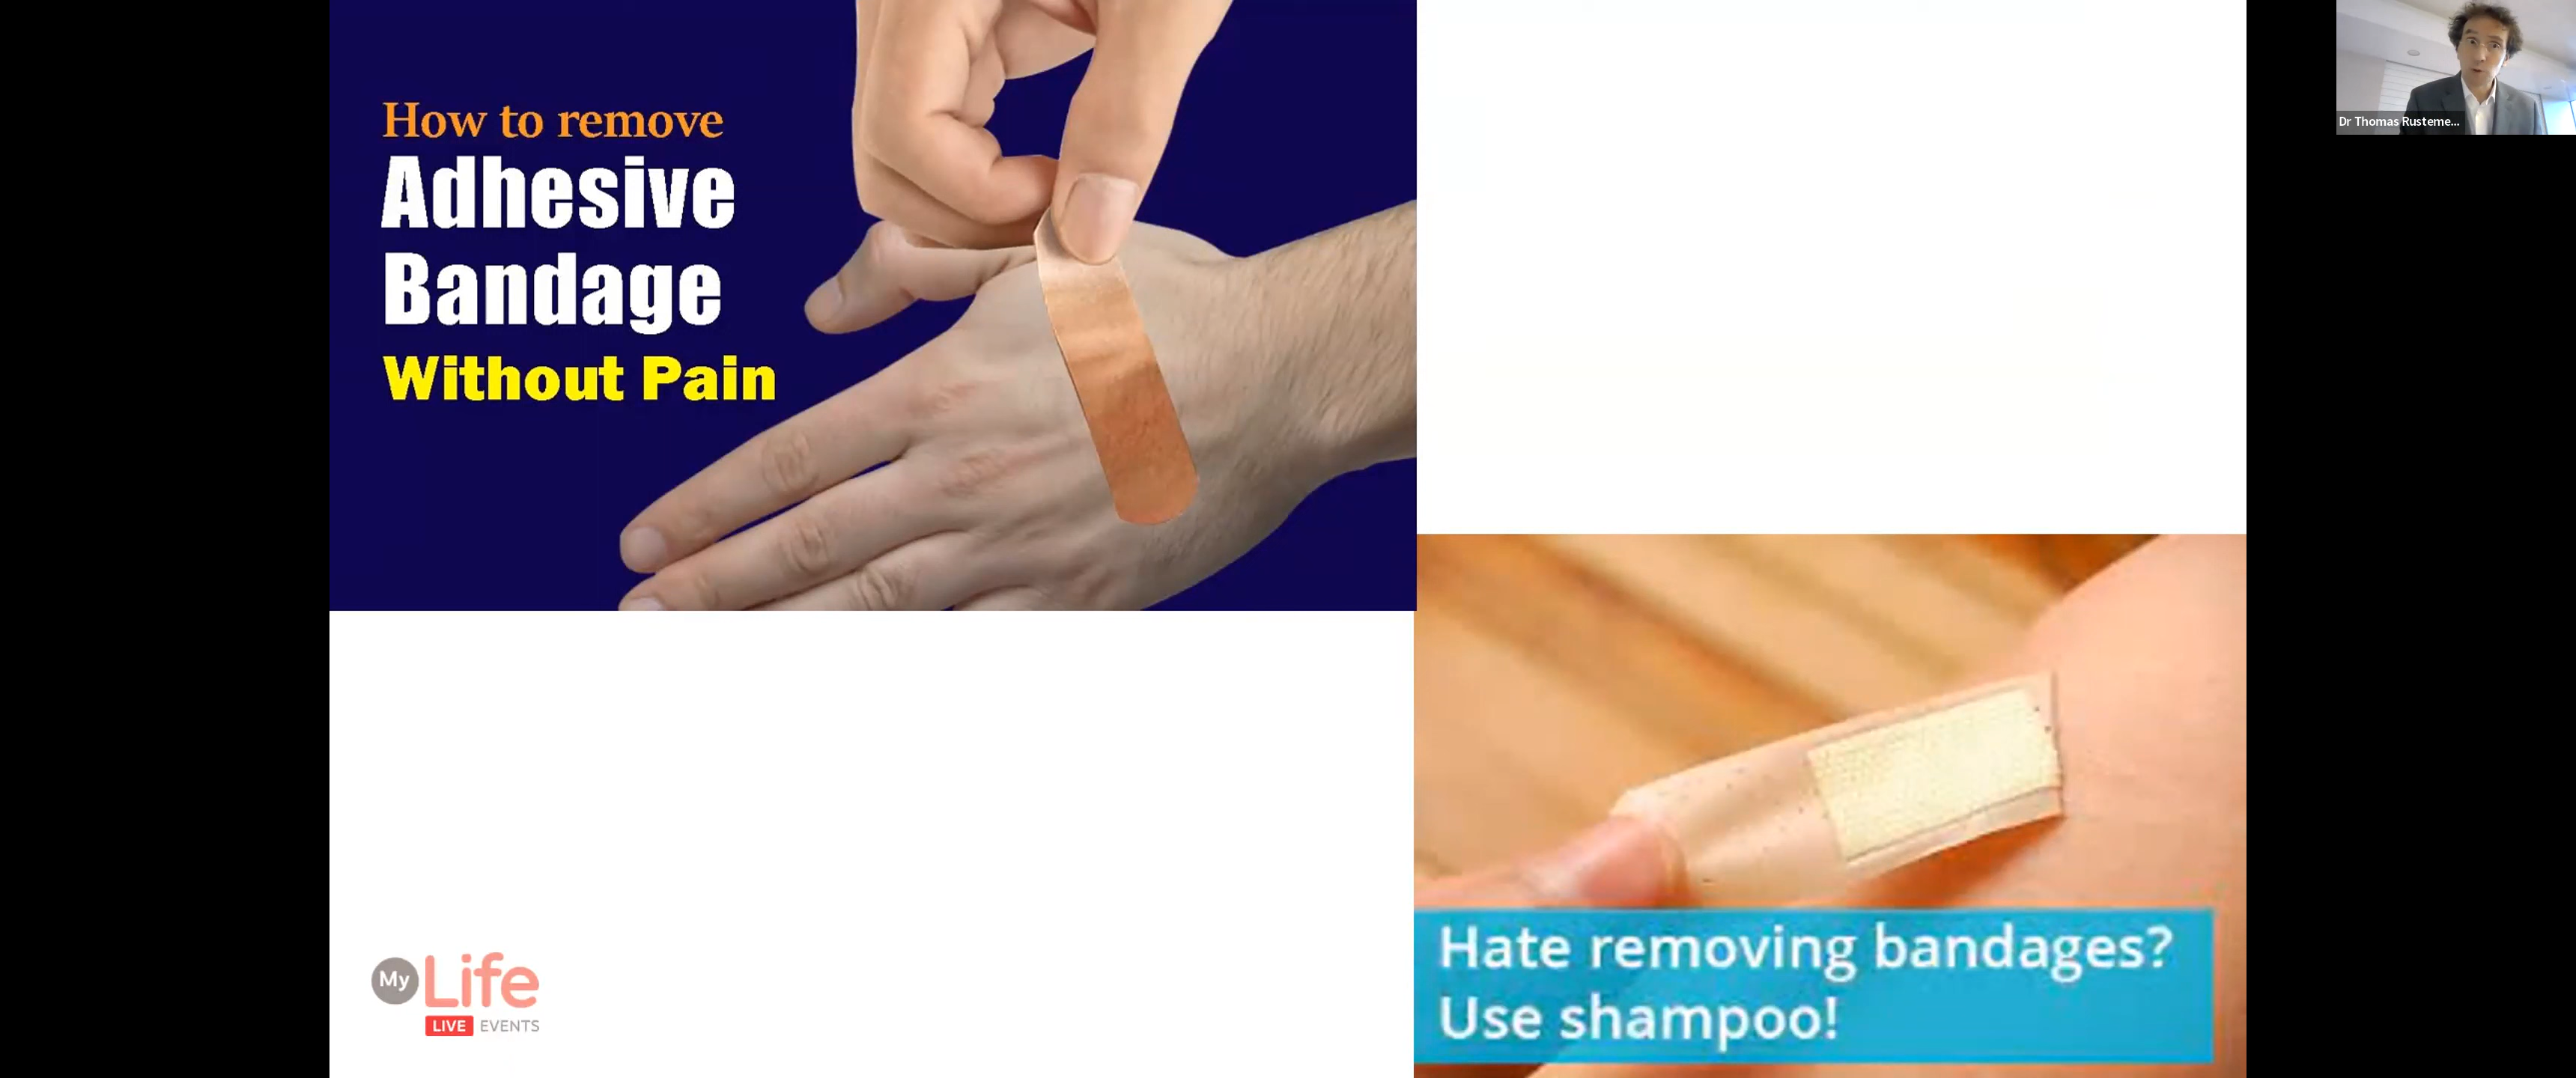 How to remove
Adhesive
Bandage
Without Pain
Dr Thomas Rusteme...
Hate removing bandages?
Use shampoo!
My Life
LIVE EVENTS